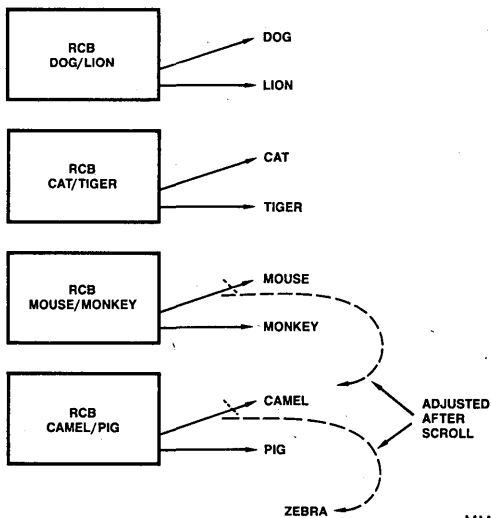 RCB
DOG/LION
DOG
LION
RCB
CAT/TIGER
CAT
TIGER
RCB
MOUSE/MONKEY
MOUSE
MONKEY
RCB
CAMEL/PIG
CAMEL
PIG
ADJUSTED
AFTER
SCROLL
ZEBRA